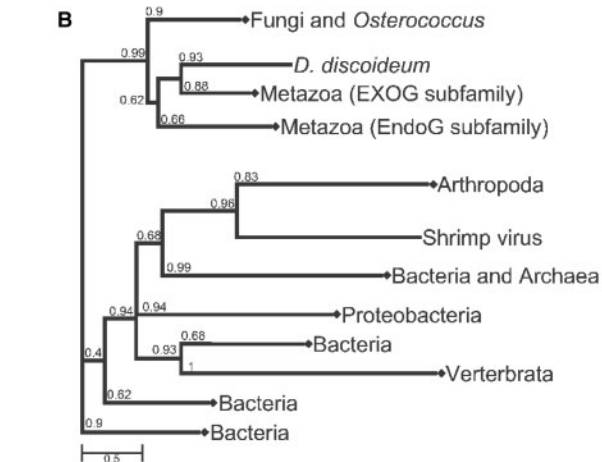 B
0.9
Fungi and Osterococcus
0.99
0.93
D. discoideum
0.88
Metazoa (EXOG subfamily)
0.62
0.66
Metazoa (EndoG subfamily)
0.83
Arthropoda
0.96
Shrimp virus
0.68
0.99
Bacteria and Archaea
0.94
0.94
Proteobacteria
0.68
Bacteria
0.93
1
Verterbrata
0.4
0.62
Bacteria
0.9
Bacteria
0.5